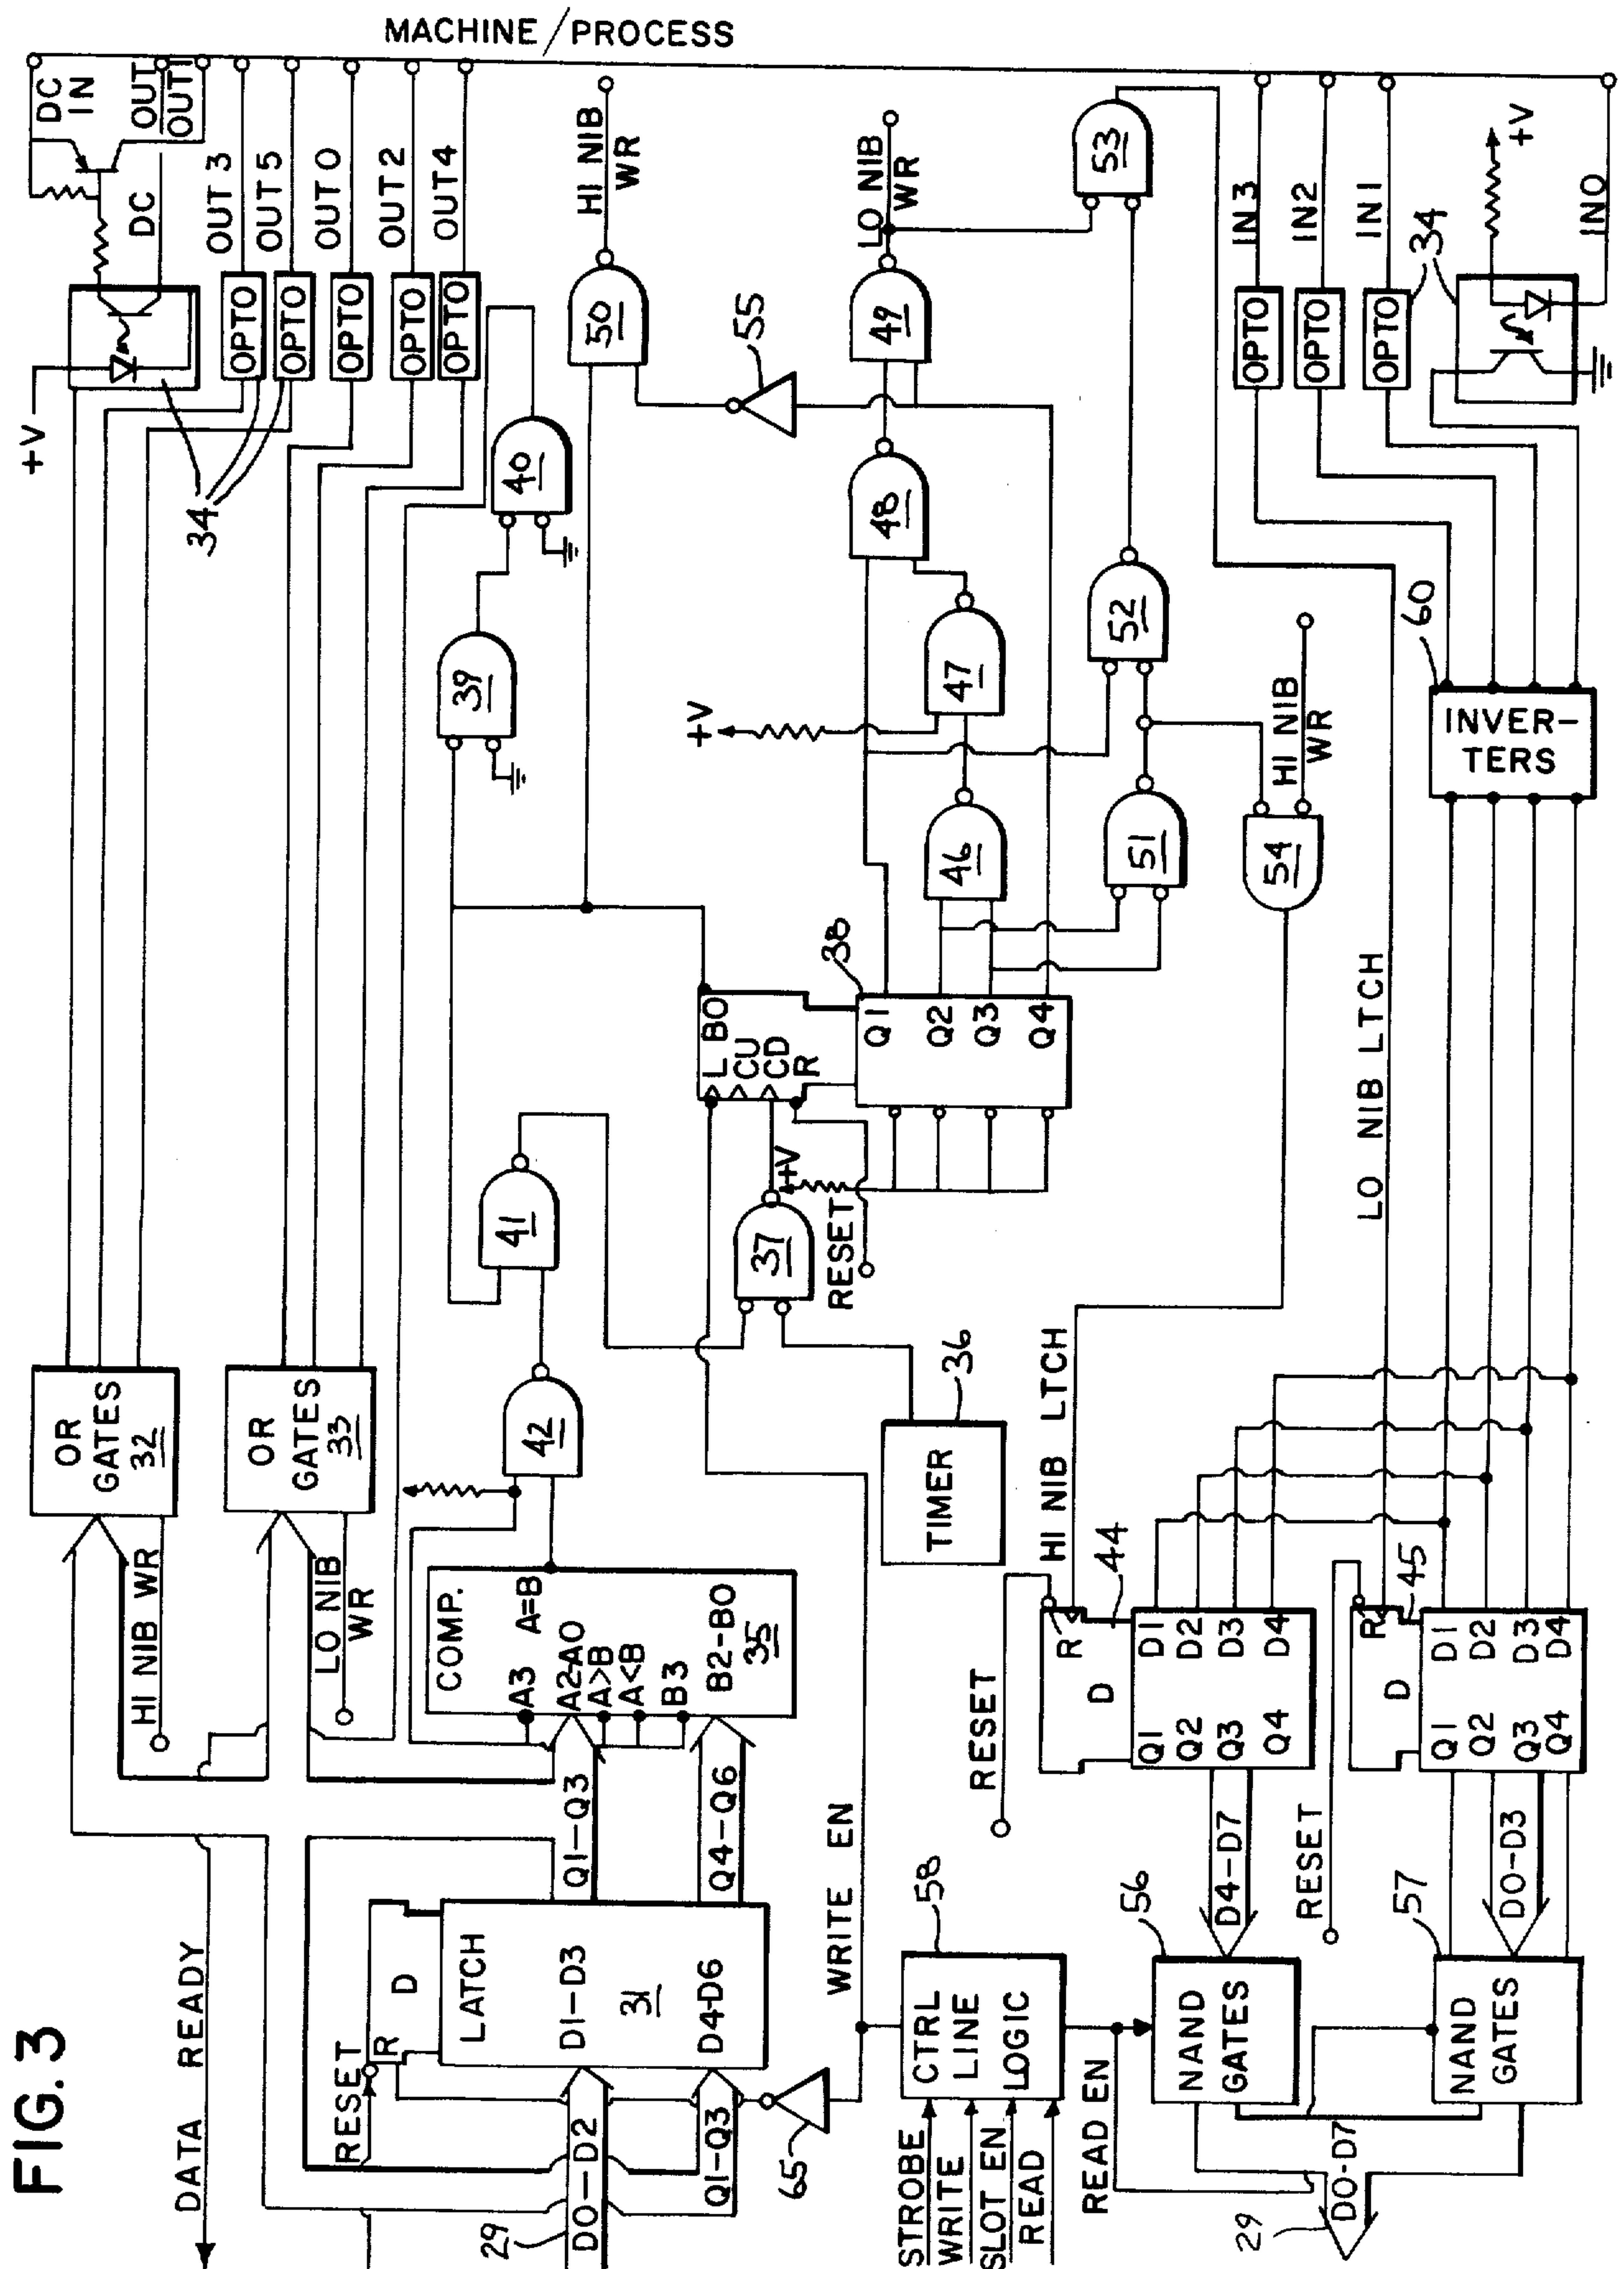 FIG. 3
MACHINE/PROCESS
DC IN
OUT
OUT1
DC
OUT 3
OUT 5
OUT 0
OUT 2
OUT 4
+V
OPTO
OPTO
OPTO
OPTO
OPTO
34
HI NIB WR
LO NIB WR
50
55
49
48
40
39
+V
47
46
53
52
51
54
HI NIB WR
IN 3
IN2
IN1
IN0
+V
34
OPTO
OPTO
OPTO
60
INVER-
TERS
OR GATES 32
OR GATES 33
HI NIB WR
LO NIB WR
DATA READY
41
42
37
+V
RESET
BO
L
CU
CD
R
38
Q1
Q2
Q3
Q4
TIMER
36
COMP.
A=B
A3
A2-A0
A>B
A<B
B3
B2-B0
35
Q1-Q3
Q4-Q6
RESET
R
D
LATCH
D1-D3
31
D4-D6
D0-D2
29
Q1-Q3
65
WRITE EN
58
CTRL
LINE
LOGIC
STROBE
WRITE
SLOT EN
READ
READ EN
HI NIB LTCH
LO NIB LTCH
RESET
R
D
44
D1
D2
D3
D4
Q1
Q2
Q3
Q4
D4-D7
56
NAND
GATES
RESET
R
D
45
D1
D2
D3
D4
Q1
Q2
Q3
Q4
D0-D3
57
NAND
GATES
29
D0-D7